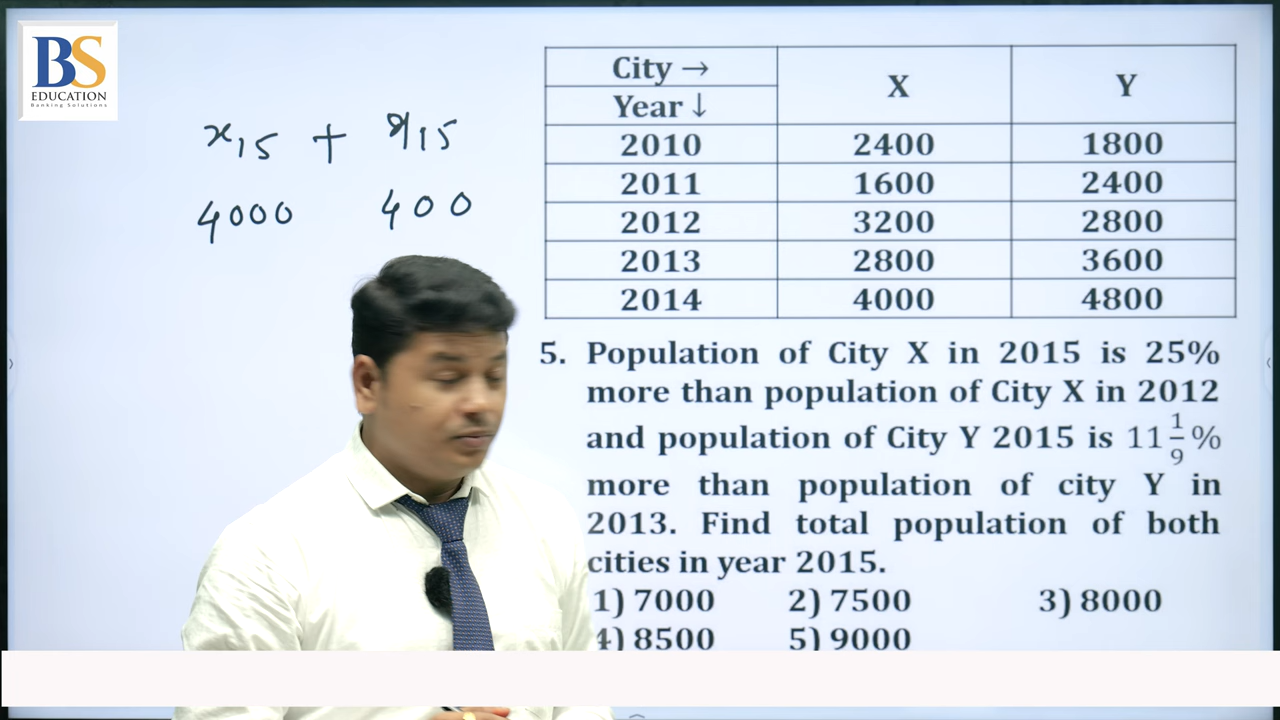 BS
EDUCATION
Banking Solutions
x15 + y15
4000 400
City → X Y
Year ↓
2010 2400 1800
2011 1600 2400
2012 3200 2800
2013 2800 3600
2014 4000 4800
5. Population of City X in 2015 is 25%
more than population of City X in 2012
and population of City Y 2015 is 11 1/9 %
more than population of city Y in
2013. Find total population of both
cities in year 2015.
1) 7000 2) 7500 3) 8000
4) 8500 5) 9000